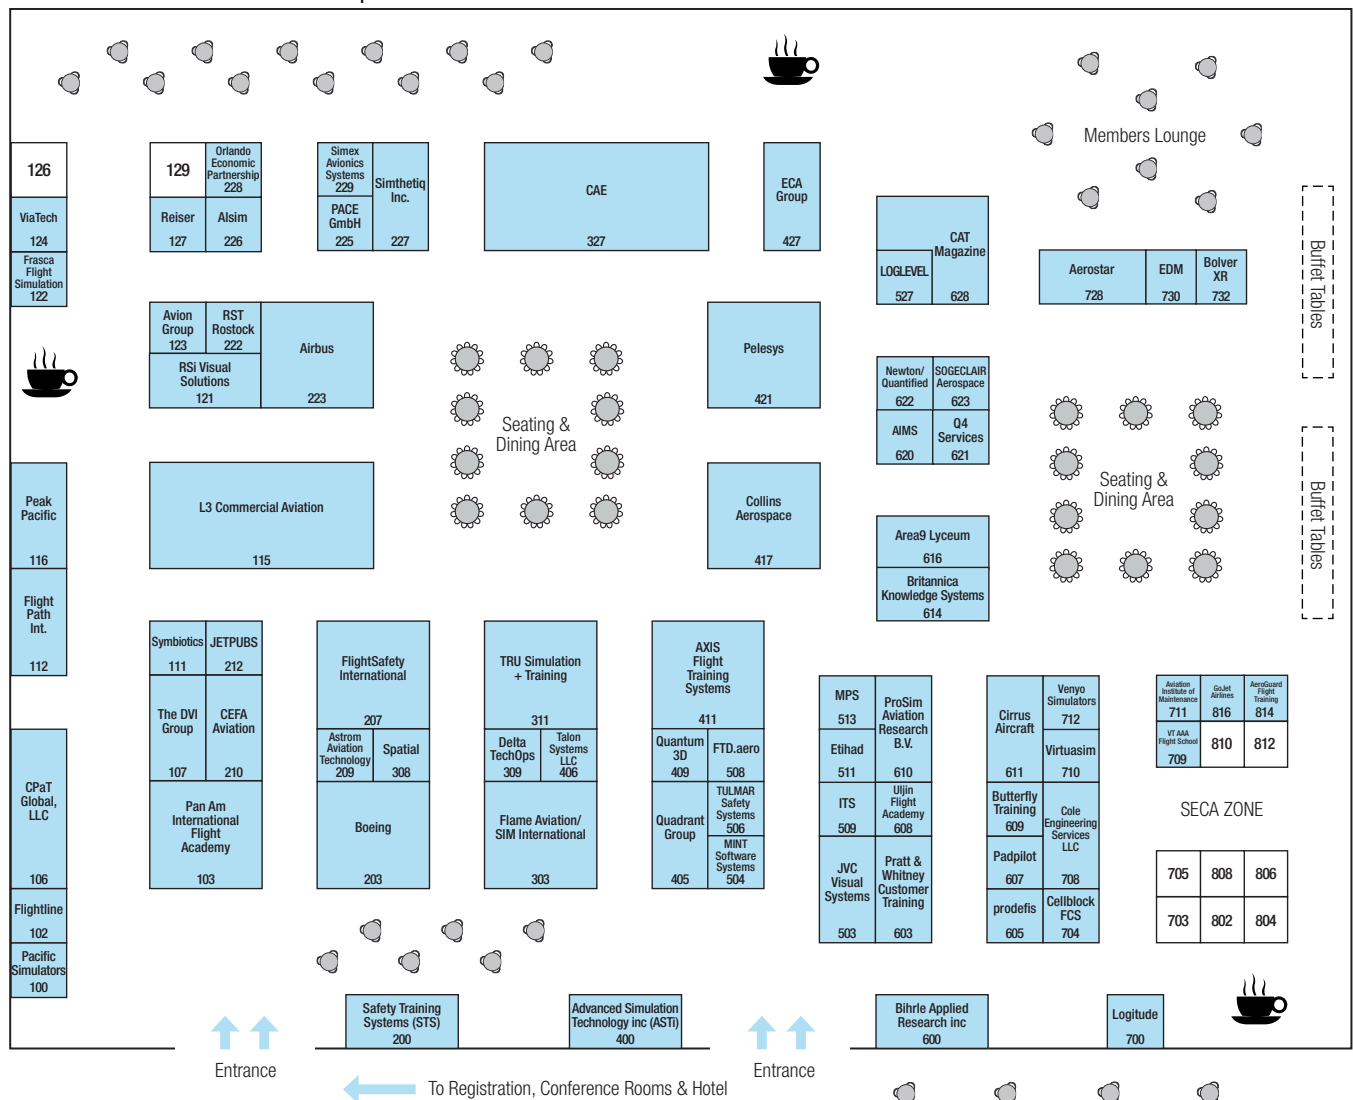 Members Lounge
126
129
Orlando
Economic
Partnership
228
Simex
Avionics
Systems
229
Simthetiq
Inc.
227
CAE
327
ECA
Group
427
ViaTech
124
Reiser
127
Alsim
226
PACE
GmbH
225
CAT
Magazine
628
LOGLEVEL
527
Frasca
Flight
Simulation
122
Aerostar
728
EDM
730
Bolver
XR
732
Buffet Tables
Avion
Group
123
RST
Rostock
222
Airbus
223
RSi Visual
Solutions
121
Pelesys
421
Newton/
Quantified
622
SOGECLAIR
Aerospace
623
AIMS
620
Q4
Services
621
Seating &
Dining Area
Seating &
Dining Area
Buffet Tables
Peak
Pacific
116
L3 Commercial Aviation
115
Collins
Aerospace
417
Area9 Lyceum
616
Britannica
Knowledge Systems
614
Flight
Path
Int.
112
Symbiotics
111
JETPUBS
212
FlightSafety
International
207
TRU Simulation
+ Training
311
AXIS
Flight
Training
Systems
411
The DVI
Group
107
CEFA
Aviation
210
MPS
513
ProSim
Aviation
Research
B.V.
610
Cirrus
Aircraft
611
Venyo
Simulators
712
Aviation
Institute of
Maintenance
711
GoJet
Airlines
816
AeroGuard
Flight
Training
814
Astrom
Aviation
Technology
209
Spatial
308
Delta
TechOps
309
Talon
Systems
LLC
406
Quantum
3D
409
FTD.aero
508
Etihad
511
Virtuasim
710
VT AAA
Flight School
709
810
812
CPaT
Global,
LLC
106
Pan Am
International
Flight
Academy
103
Boeing
203
Flame Aviation/
SIM International
303
Quadrant
Group
405
TULMAR
Safety
Systems
506
MINT
Software
Systems
504
ITS
509
Uljin
Flight
Academy
608
Butterfly
Training
609
Cole
Engineering
Services
LLC
708
SECA ZONE
JVC
Visual
Systems
503
Pratt &
Whitney
Customer
Training
603
Padpilot
607
705
808
806
Flightline
102
prodefis
605
Cellblock
FCS
704
703
802
804
Pacific
Simulators
100
Safety Training
Systems (STS)
200
Advanced Simulation
Technology inc (ASTi)
400
Bihrle Applied
Research inc
600
Logitude
700
Entrance
Entrance
To Registration, Conference Rooms & Hotel